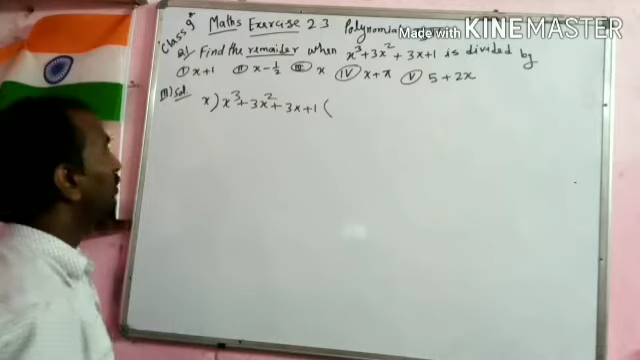 Class 9th Maths Exercise 2.3 Polynomial
Made with KINEMASTER
Q1 Find the remainder when x³+3x²+3x+1 is divided by
(I) x+1 (II) x-1/2 (III) x (IV) x+π (V) 5+2x
III) Sol. x)x³+3x²+3x+1(